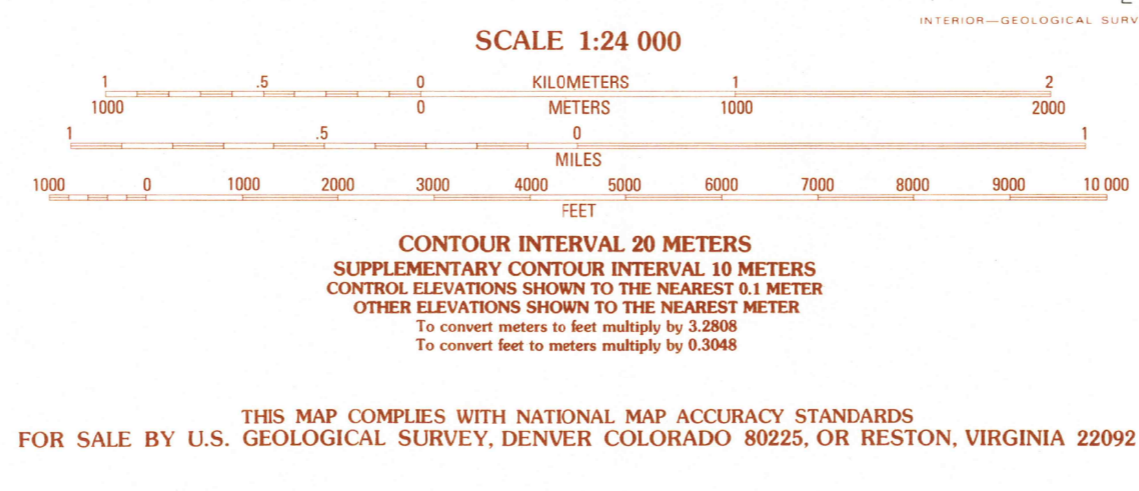 INTERIOR—GEOLOGICAL SURV
SCALE 1:24 000
1 .5 0 KILOMETERS 1 2
1000 0 METERS 1000 2000
1 .5 0 1
MILES
1000 0 1000 2000 3000 4000 5000 6000 7000 8000 9000 10 000
FEET
CONTOUR INTERVAL 20 METERS
SUPPLEMENTARY CONTOUR INTERVAL 10 METERS
CONTROL ELEVATIONS SHOWN TO THE NEAREST 0.1 METER
OTHER ELEVATIONS SHOWN TO THE NEAREST METER
To convert meters to feet multiply by 3.2808
To convert feet to meters multiply by 0.3048
THIS MAP COMPLIES WITH NATIONAL MAP ACCURACY STANDARDS
FOR SALE BY U.S. GEOLOGICAL SURVEY, DENVER COLORADO 80225, OR RESTON, VIRGINIA 22092